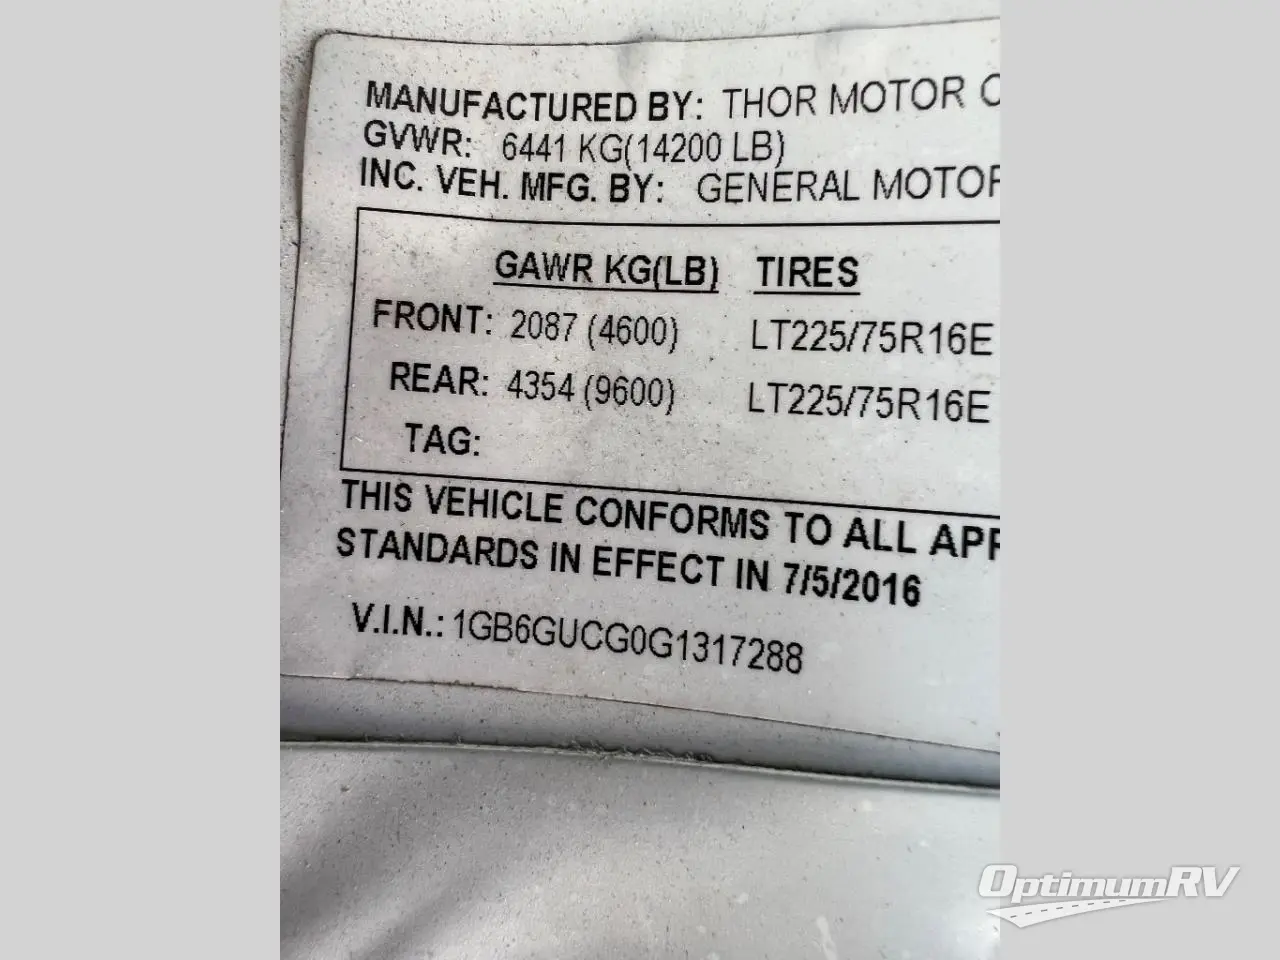 MANUFACTURED BY: THOR MOTOR C
GVWR: 6441 KG(14200 LB)
INC. VEH. MFG. BY: GENERAL MOTOR
GAWR KG(LB) TIRES
FRONT: 2087 (4600) LT225/75R16E
REAR: 4354 (9600) LT225/75R16E
TAG:
THIS VEHICLE CONFORMS TO ALL APP
STANDARDS IN EFFECT IN 7/5/2016
V.I.N.: 1GB6GUCG0G1317288
OptimumRV